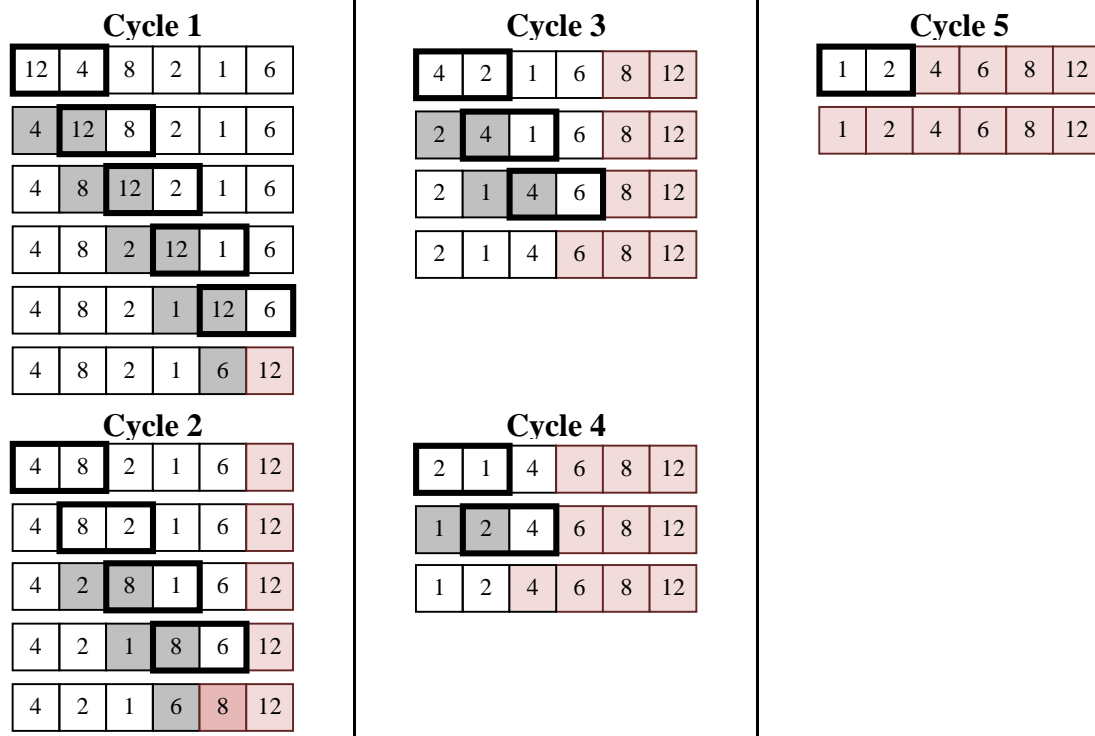 Cycle 1
12 4 8 2 1 6
4 12 8 2 1 6
4 8 12 2 1 6
4 8 2 12 1 6
4 8 2 1 12 6
4 8 2 1 6 12
Cycle 2
4 8 2 1 6 12
4 8 2 1 6 12
4 2 8 1 6 12
4 2 1 8 6 12
4 2 1 6 8 12
Cycle 3
4 2 1 6 8 12
2 4 1 6 8 12
2 1 4 6 8 12
2 1 4 6 8 12
Cycle 4
2 1 4 6 8 12
1 2 4 6 8 12
1 2 4 6 8 12
Cycle 5
1 2 4 6 8 12
1 2 4 6 8 12